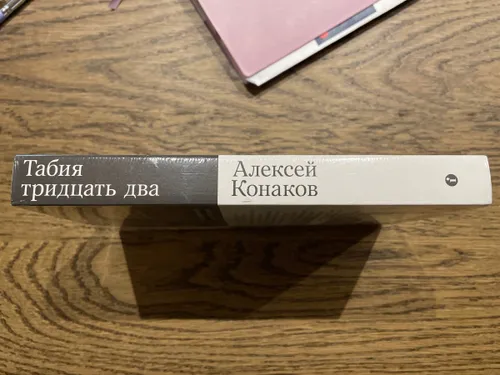 Табия
тридцать два
Алексей
Конаков